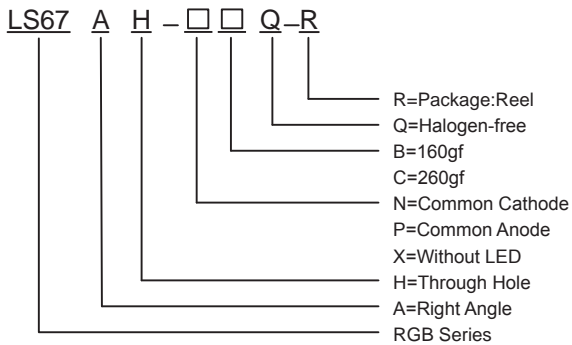 LS67 A H – □ □ Q – R
R=Package:Reel
Q=Halogen-free
B=160gf
C=260gf
N=Common Cathode
P=Common Anode
X=Without LED
H=Through Hole
A=Right Angle
RGB Series